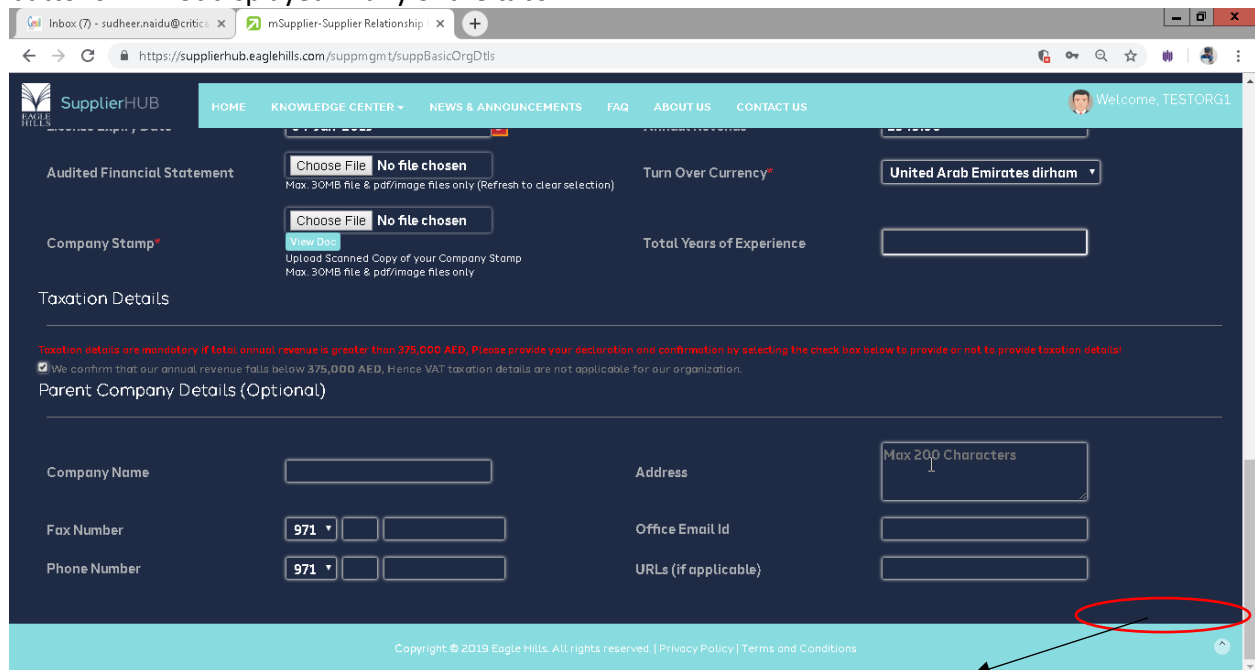 Inbox (7) - sudheer.naidu@critica
mSupplier-Supplier Relationship
https://supplierhub.eaglehills.com/suppmgmt/suppBasicOrgDtls
EAGLE HILLS
SupplierHUB
HOME
KNOWLEDGE CENTER
NEWS & ANNOUNCEMENTS
FAQ
ABOUT US
CONTACT US
Welcome, TESTORG1
Audited Financial Statement
Choose File No file chosen
Max. 30MB file & pdf/image files only (Refresh to clear selection)
Turn Over Currency*
United Arab Emirates dirham
Company Stamp*
Choose File No file chosen
View Doc
Upload Scanned Copy of your Company Stamp
Max. 30MB file & pdf/image files only
Total Years of Experience
Taxation Details
Taxation details are mandatory if total annual revenue is greater than 375,000 AED, Please provide your declaration and confirmation by selecting the check box below to provide or not to provide taxation details!
We confirm that our annual revenue falls below 375,000 AED, Hence VAT taxation details are not applicable for our organization.
Parent Company Details (Optional)
Company Name
Address
Max 200 Characters
Fax Number
971
Office Email Id
Phone Number
971
URLs (if applicable)
Copyright © 2019 Eagle Hills. All rights reserved. | Privacy Policy | Terms and Conditions